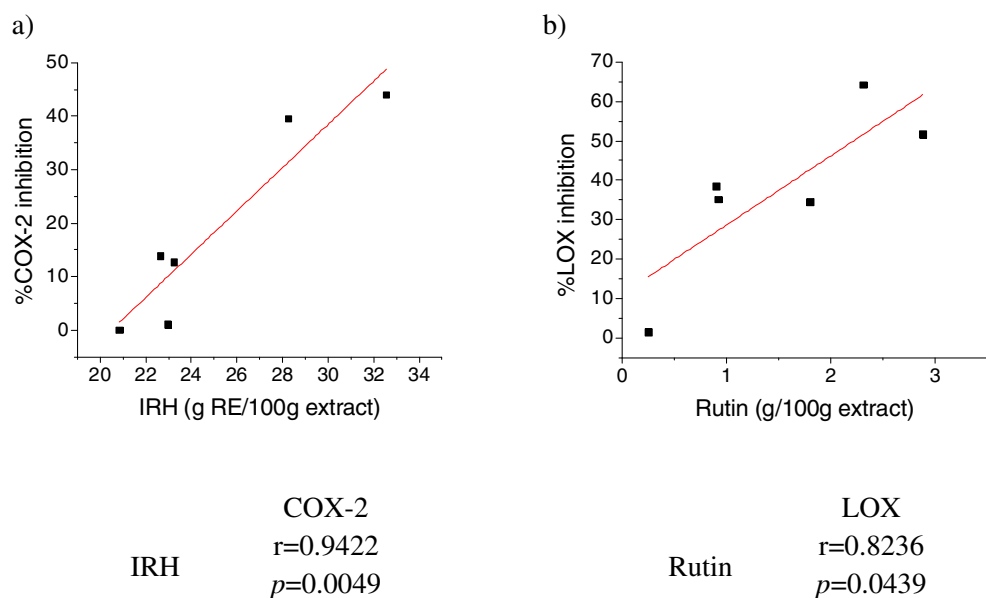 a)
50
40
30
20
10
0
%COX-2 inhibition
20 22 24 26 28 30 32 34
IRH (g RE/100g extract)
b)
70
60
50
40
30
20
10
0
%LOX inhibition
0 1 2 3
Rutin (g/100g extract)
COX-2
IRH
r=0.9422
p=0.0049
LOX
Rutin
r=0.8236
p=0.0439